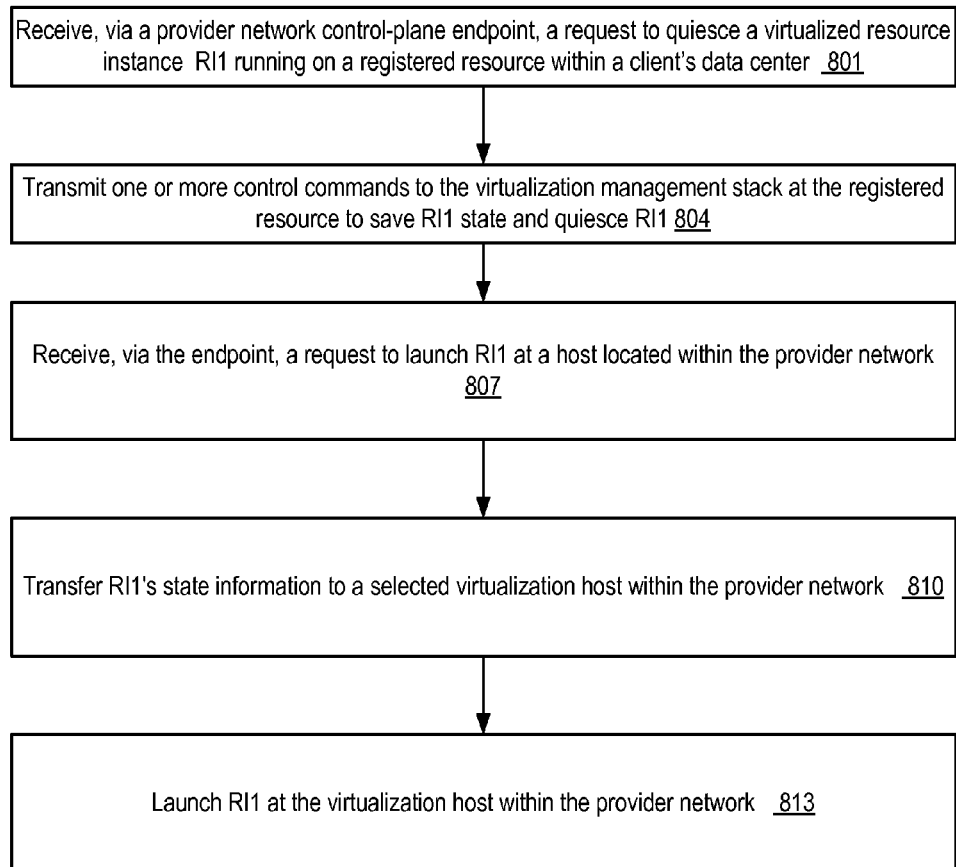 Receive, via a provider network control-plane endpoint, a request to quiesce a virtualized resource
instance RI1 running on a registered resource within a client's data center 801
Transmit one or more control commands to the virtualization management stack at the registered
resource to save RI1 state and quiesce RI1 804
Receive, via the endpoint, a request to launch RI1 at a host located within the provider network
807
Transfer RI1's state information to a selected virtualization host within the provider network 810
Launch RI1 at the virtualization host within the provider network 813